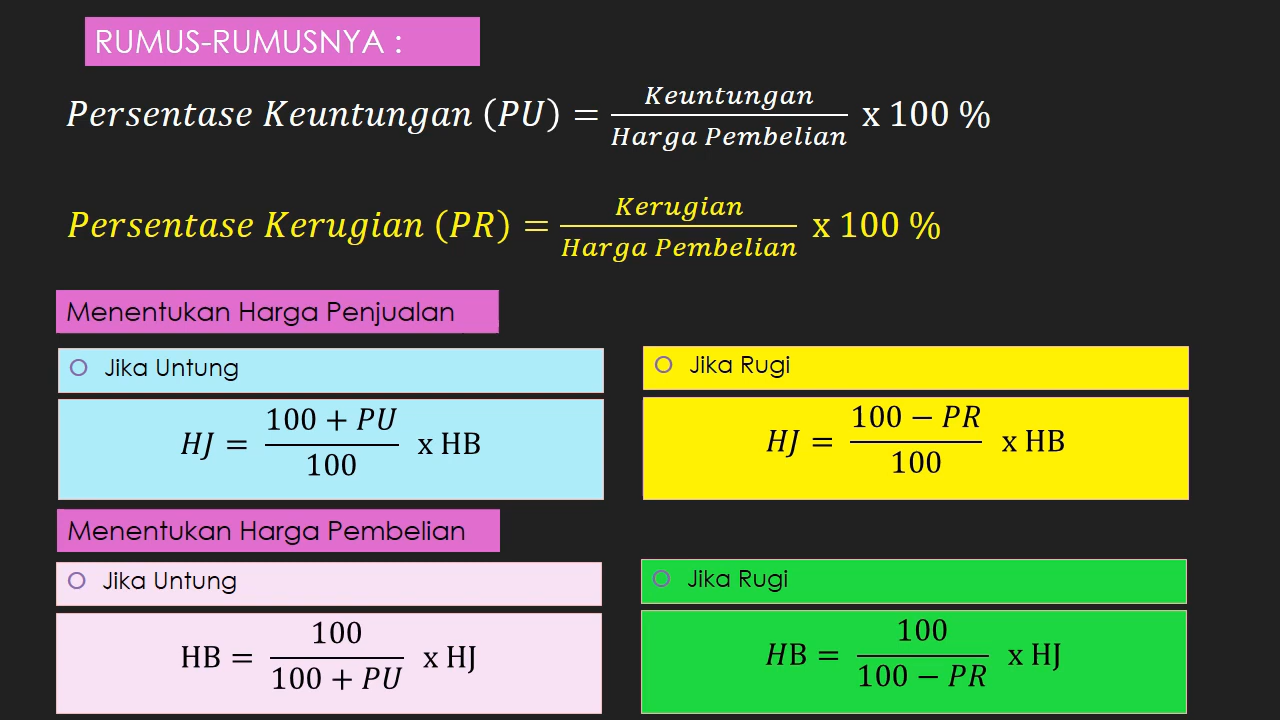 RUMUS-RUMUSNYA :
Persentase Keuntungan (PU) = Keuntungan / Harga Pembelian x 100 %
Persentase Kerugian (PR) = Kerugian / Harga Pembelian x 100 %
Menentukan Harga Penjualan
Jika Untung
HJ = 100 + PU / 100 x HB
Jika Rugi
HJ = 100 − PR / 100 x HB
Menentukan Harga Pembelian
Jika Untung
HB = 100 / 100 + PU x HJ
Jika Rugi
HB = 100 / 100 − PR x HJ